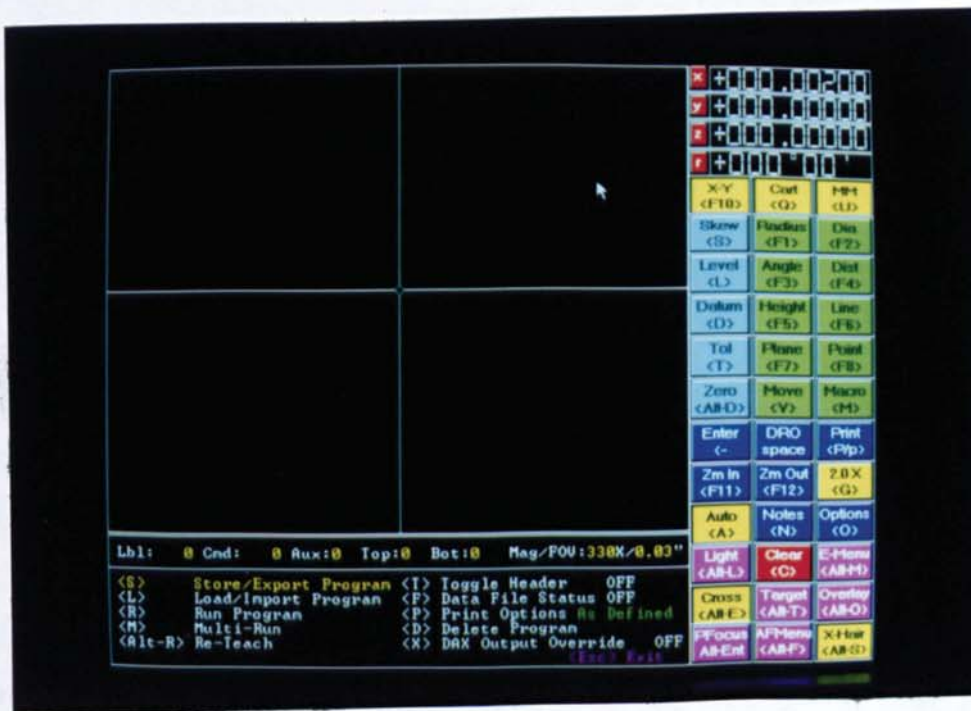 x +000.00200
y +000.00000
z +000.00000
r +000°00'
X-Y Cart MM
<F10> <Q> <U>
Skew Radius Dia
<S> <F1> <F2>
Level Angle Dist
<L> <F3> <F4>
Datum Height Line
<D> <F5> <F6>
Tol Plane Point
<T> <F7> <F8>
Zero Move Macro
<Alt-D> <V> <M>
Enter DRO Print
<- space <P/p>
Zm In Zm Out 2.0 X
<F11> <F12> <G>
Auto Notes Options
<A> <N> <O>
Light Clear E-Menu
<Alt-L> <C> <Alt-M>
Cross Target Overlay
<Alt-E> <Alt-T> <Alt-O>
PFocus AFMenu X-Hair
Alt-Ent <Alt-F> <Alt-S>
Lbl: 0 Cnd: 0 Aux:0 Top:0 Bot:0 Mag/FOV:330X/0.03"
<S> Store/Export Program <T> Toggle Header OFF
<L> Load/Import Program <F> Data File Status OFF
<R> Run Program <P> Print Options As Defined
<M> Multi-Run <D> Delete Program
<Alt-R> Re-Teach <X> DAX Output Override OFF
<Esc> Exit